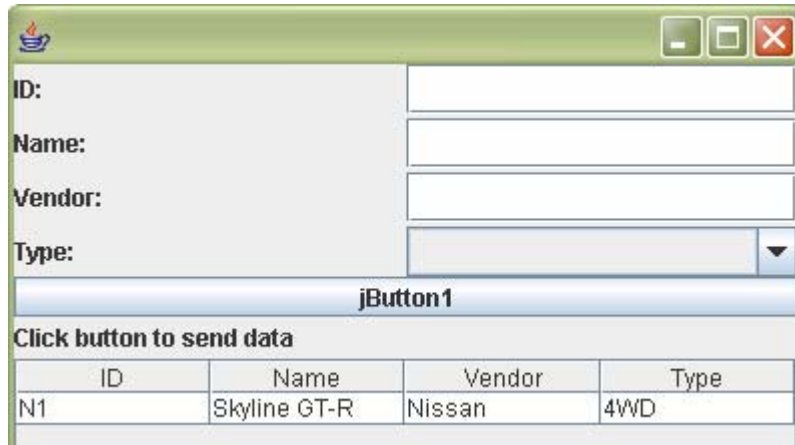 ID:
Name:
Vendor:
Type:
jButton1
Click button to send data
ID Name Vendor Type
N1 Skyline GT-R Nissan 4WD